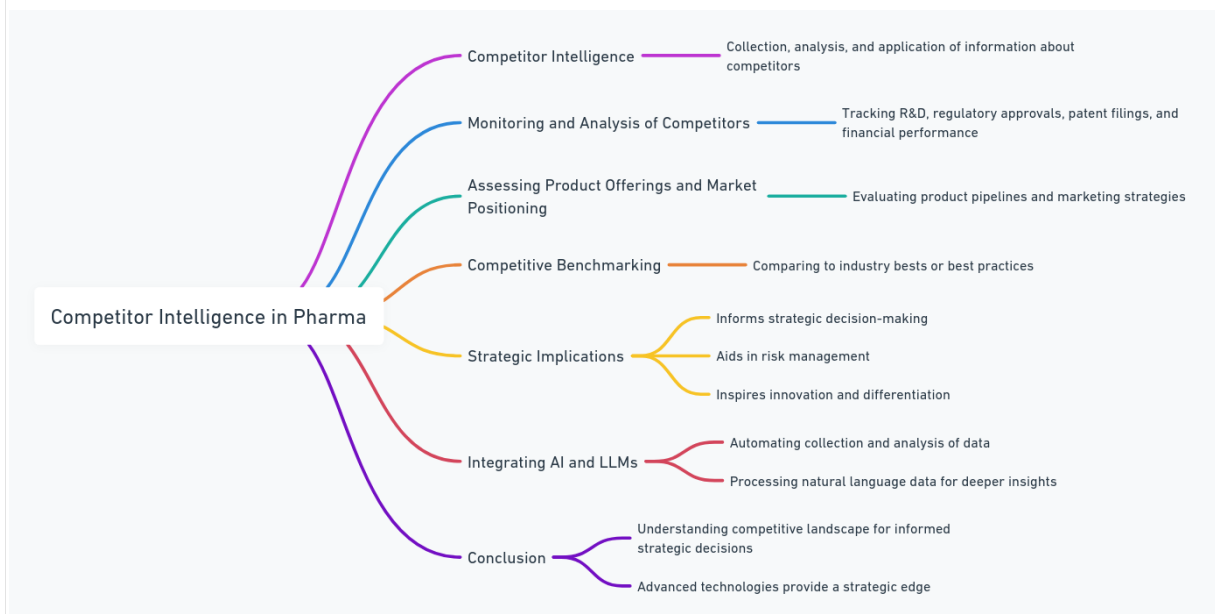 Competitor Intelligence in Pharma
Competitor Intelligence
Collection, analysis, and application of information about
competitors
Monitoring and Analysis of Competitors
Tracking R&D, regulatory approvals, patent filings, and
financial performance
Assessing Product Offerings and Market
Positioning
Evaluating product pipelines and marketing strategies
Competitive Benchmarking
Comparing to industry bests or best practices
Strategic Implications
Informs strategic decision-making
Aids in risk management
Inspires innovation and differentiation
Integrating AI and LLMs
Automating collection and analysis of data
Processing natural language data for deeper insights
Conclusion
Understanding competitive landscape for informed
strategic decisions
Advanced technologies provide a strategic edge